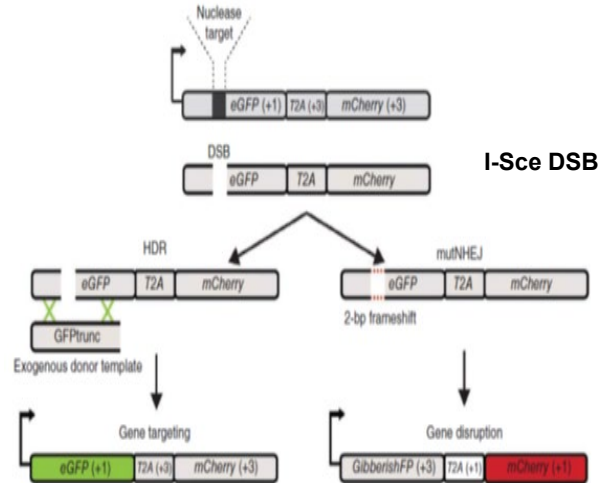 Nuclease
target
eGFP (+1) T2A (+3) mCherry (+3)
DSB
I-Sce DSB
eGFP T2A mCherry
HDR
mutNHEJ
eGFP T2A mCherry
eGFP T2A mCherry
2-bp frameshift
GFPtrunc
Exogenous donor template
Gene targeting
Gene disruption
eGFP (+1) T2A (+3) mCherry (+3)
GibberishFP (+3) T2A (+1) mCherry (+1)